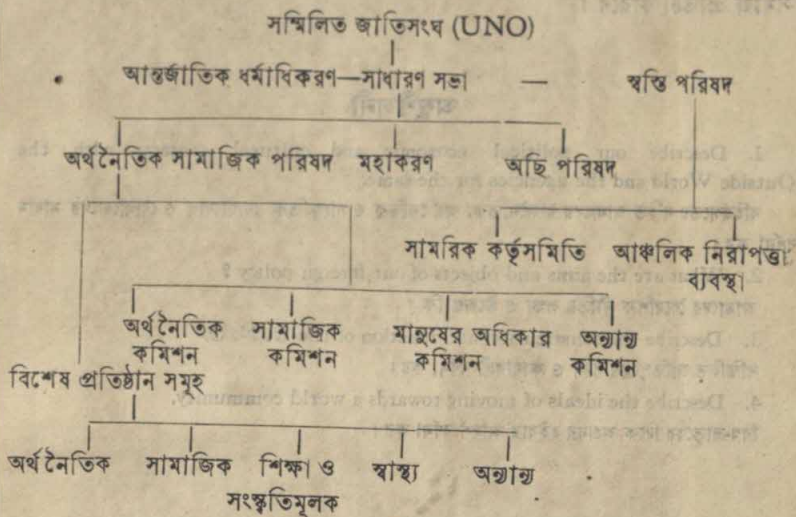 সম্মিলিত জাতিসংঘ (UNO)
আন্তর্জাতিক ধর্মাধিকরণ—সাধারণ সভা — স্বস্তি পরিষদ
অর্থনৈতিক সামাজিক পরিষদ মহাকরণ অছি পরিষদ
সামরিক কর্তৃসমিতি আঞ্চলিক নিরাপত্তা
ব্যবস্থা
অর্থনৈতিক সামাজিক মানুষের অধিকার অন্যান্য
কমিশন কমিশন কমিশন কমিশন
বিশেষ প্রতিষ্ঠান সমূহ
অর্থনৈতিক সামাজিক শিক্ষা ও স্বাস্থ্য অন্যান্য
সংস্কৃতিমূলক